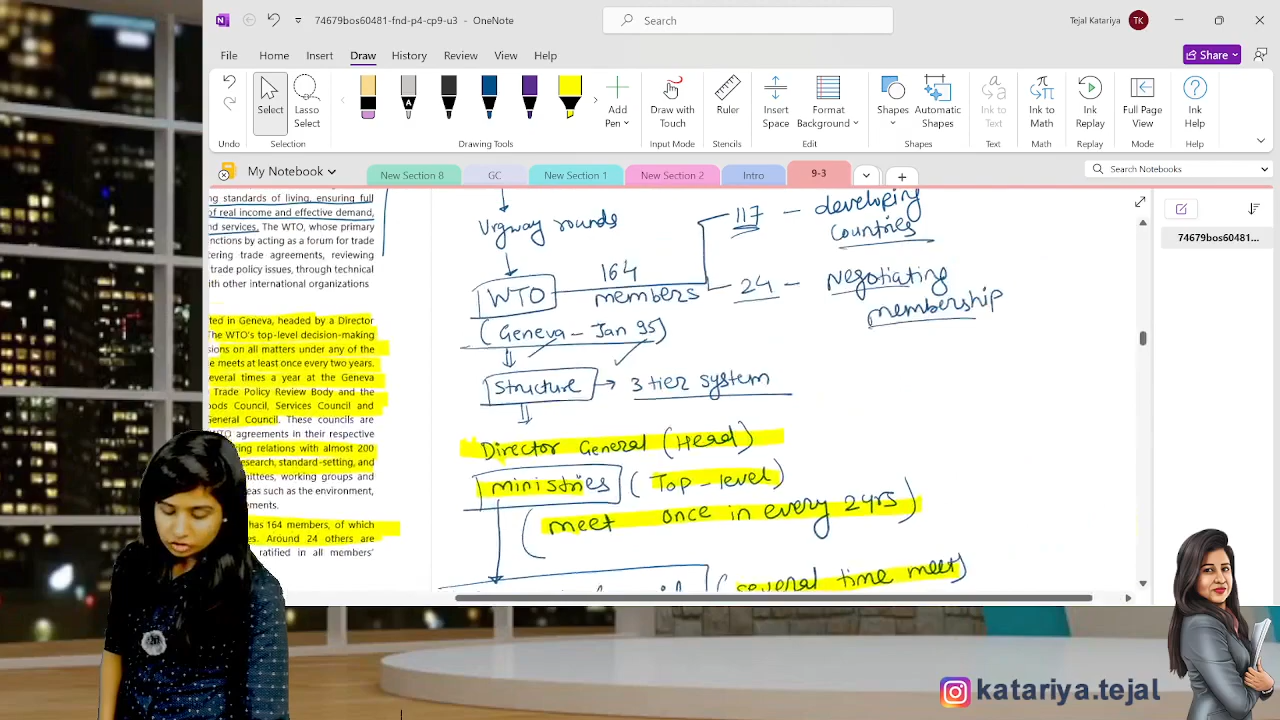 74679bos60481-fnd-p4-cp9-u3 - OneNote
Search
Tejal Katariya
TK
File Home Insert Draw History Review View Help
Share
Select
Lasso Select
A
Add Pen
Draw with Touch
Ruler
Insert Space
Format Background
Shapes
Automatic Shapes
Ink to Text
Ink to Math
Ink Replay
Full Page View
Ink Help
Undo Selection Drawing Tools Input Mode Stencils Edit Math Replay View Help
My Notebook New Section 8 GC New Section 1 New Section 2 Intro 9-3
Search Notebooks
74679bos60481-...
ng standards of living, ensuring full
of real income and effective demand,
nd services. The WTO, whose primary
nctions by acting as a forum for trade
tering trade agreements, reviewing
trade policy issues, through technical
with other international organizations
ted in Geneva, headed by a Director
The WTO's top-level decision-making
sions on all matters under any of the
e meets at least once every two years.
everal times a year at the Geneva
Trade Policy Review Body and the
ods Council, Services Council and
General Council. These councils are
WTO agreements in their respective
ing relations with almost 200
esearch, standard-setting, and
mittees, working groups and
eas such as the environment,
ements.
has 164 members, of which
es. Around 24 others are
ratified in all members'
Urgway rounds
117 - developing countries
WTO
164 members
24 - Negotiating membership
(Geneva - Jan 95)
Structure → 3 tier system
Director General (Head)
ministries (Top-level)
(meet once in every 2 yrs)
(several time meet)
katariya.tejal